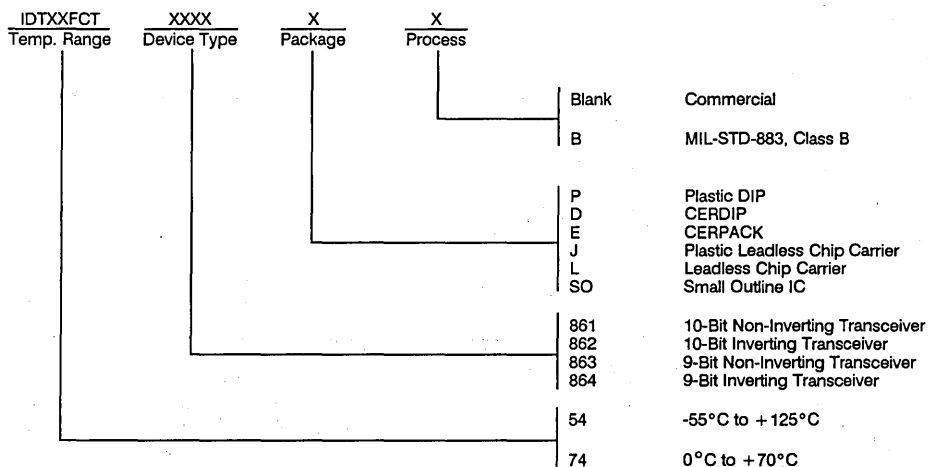 IDTXXFCT XXXX X X
Temp. Range Device Type Package Process
Blank Commercial
B MIL-STD-883, Class B
P Plastic DIP
D CERDIP
E CERPACK
J Plastic Leadless Chip Carrier
L Leadless Chip Carrier
SO Small Outline IC
861 10-Bit Non-Inverting Transceiver
862 10-Bit Inverting Transceiver
863 9-Bit Non-Inverting Transceiver
864 9-Bit Inverting Transceiver
54 -55°C to +125°C
74 0°C to +70°C